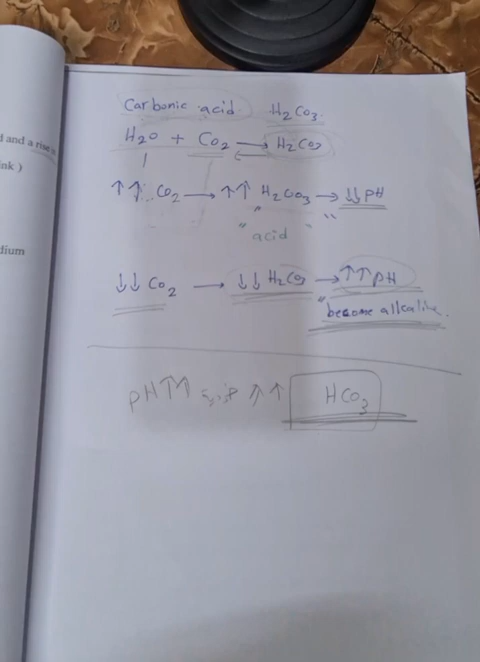 d and a rise in
ink )
dium
Carbonic acid H₂CO₃.
H₂O + CO₂ → H₂CO₃
↑↑ CO₂ → ↑↑ H₂CO₃ → ↓↓ pH
"acid"
↓↓ CO₂ → ↓↓ H₂CO₃ → ↑↑ pH
"become alkaline.
pH ↑↑ ↑↑ HCO₃